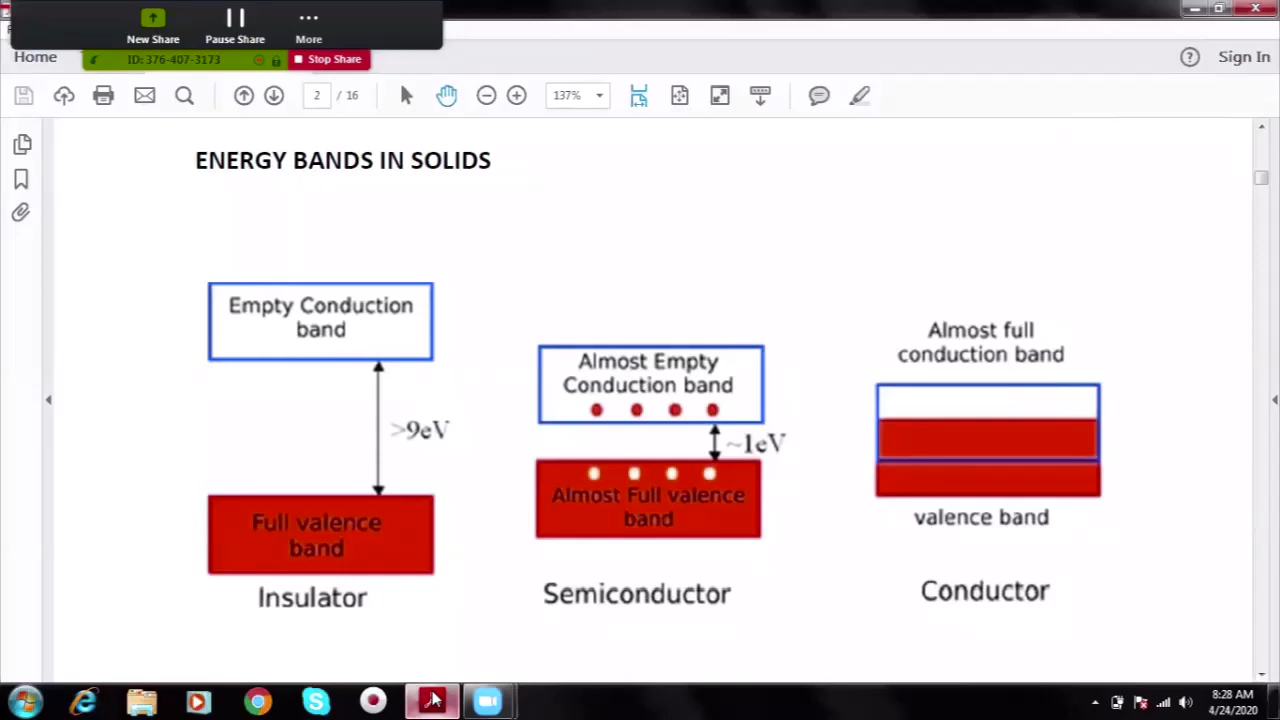 New Share
Pause Share
More
Home
ID: 376-407-3173
Stop Share
Sign In
2 / 16
137%
ENERGY BANDS IN SOLIDS
Empty Conduction
band
>9eV
Full valence
band
Insulator
Almost Empty
Conduction band
~1eV
Almost Full valence
band
Semiconductor
Almost full
conduction band
valence band
Conductor
8:28 AM
4/24/2020